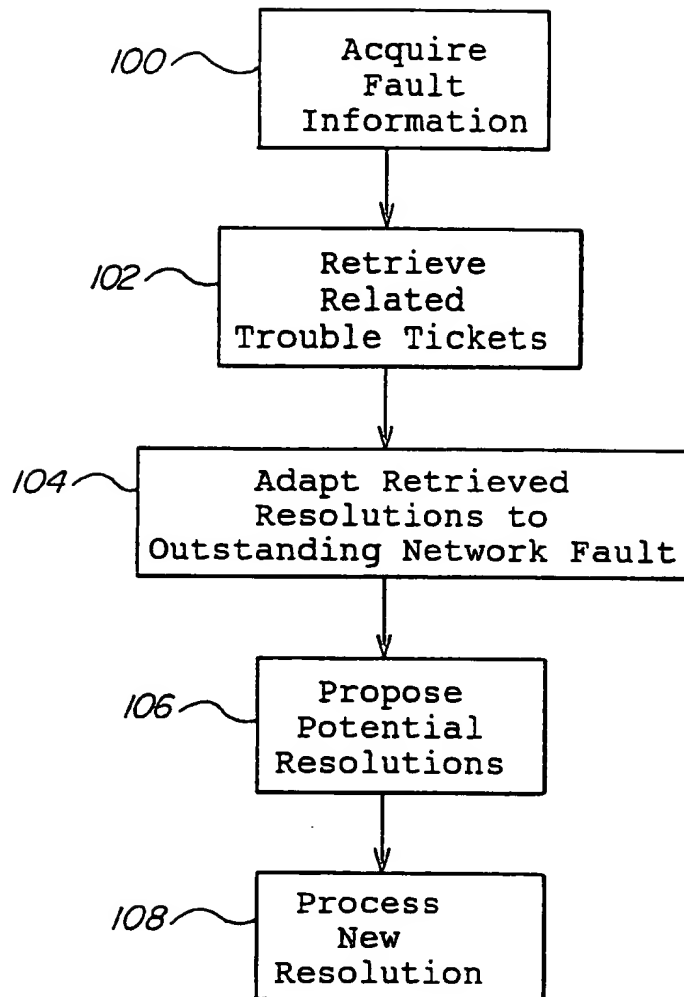 100
Acquire
Fault
Information
102
Retrieve
Related
Trouble Tickets
104
Adapt Retrieved
Resolutions to
Outstanding Network Fault
106
Propose
Potential
Resolutions
108
Process
New
Resolution